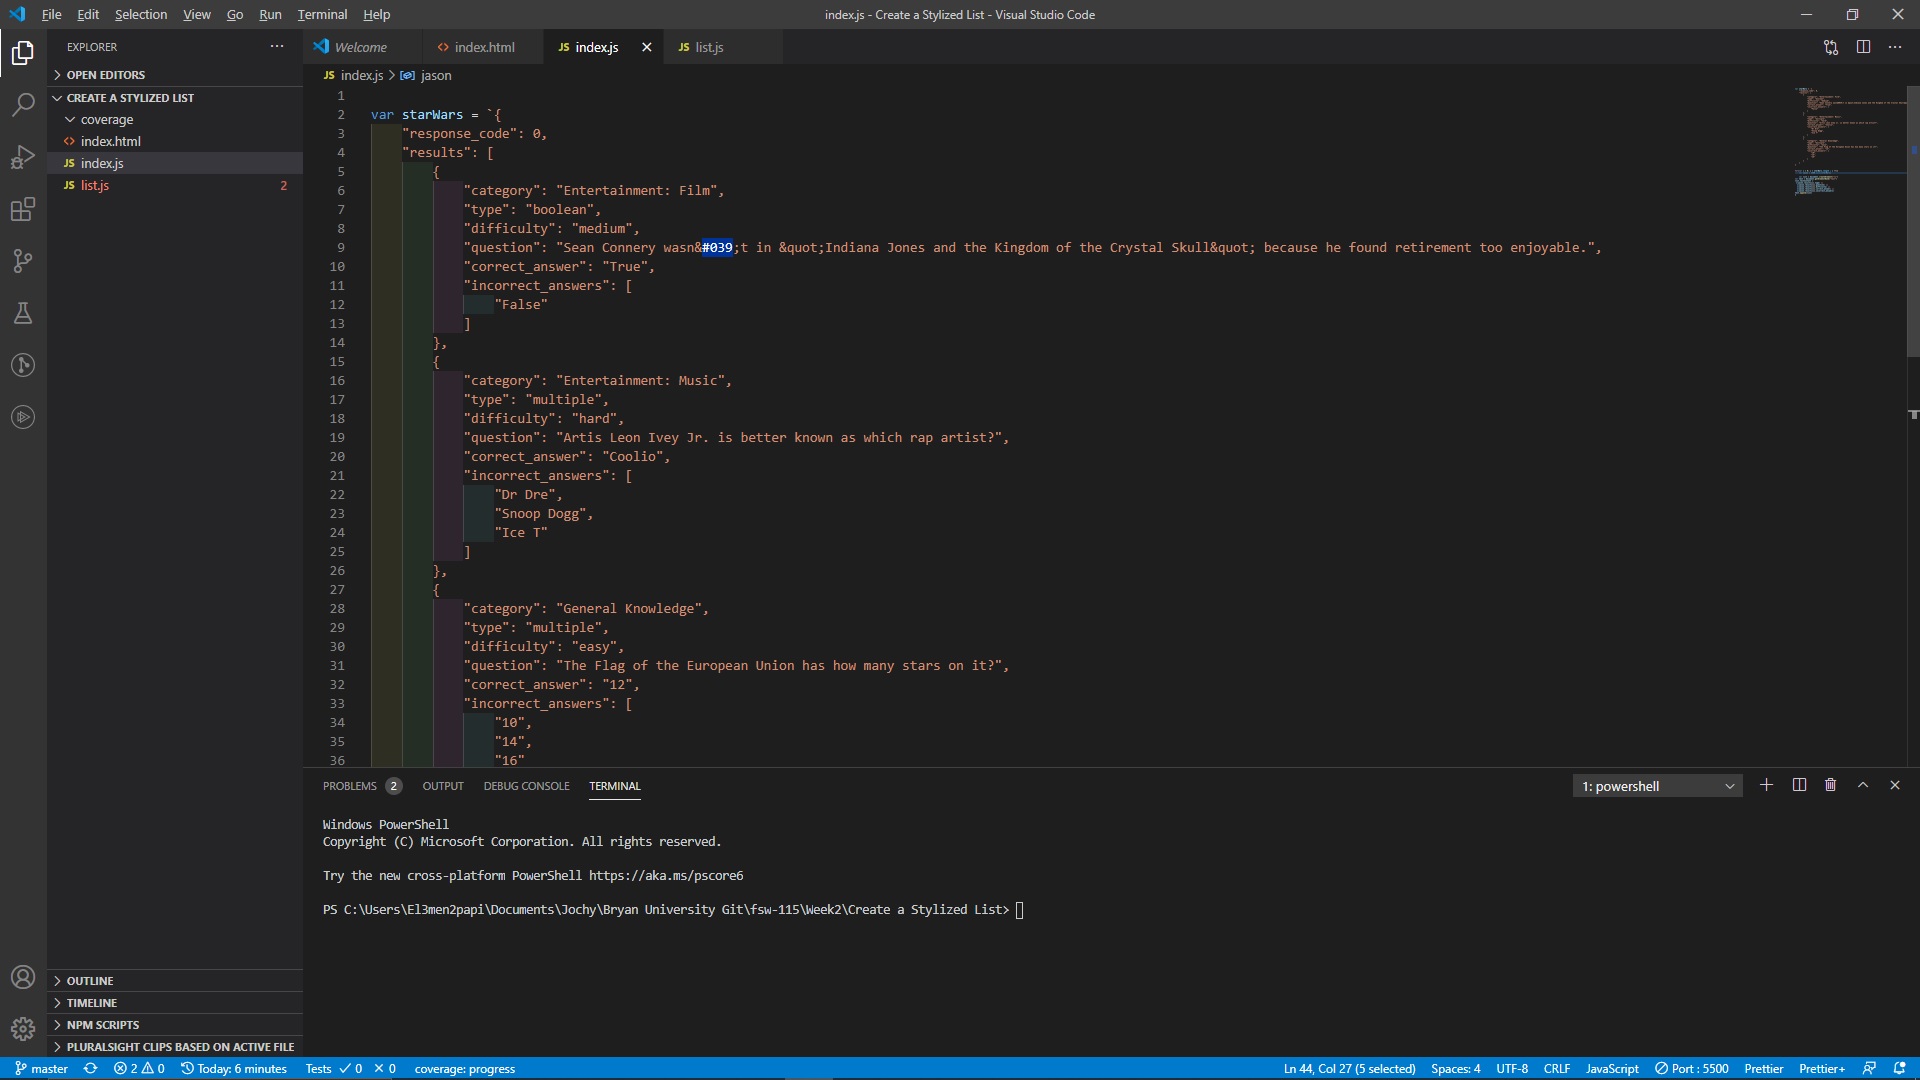 File Edit Selection View Go Run Terminal Help
index.js - Create a Stylized List - Visual Studio Code
EXPLORER
OPEN EDITORS
CREATE A STYLIZED LIST
coverage
index.html
JS index.js
JS list.js 2
OUTLINE
TIMELINE
NPM SCRIPTS
PLURALSIGHT CLIPS BASED ON ACTIVE FILE
Welcome
<> index.html
JS index.js
JS list.js
JS index.js > jason
1
2 var starWars = `{
3 "response_code": 0,
4 "results": [
5 {
6 "category": "Entertainment: Film",
7 "type": "boolean",
8 "difficulty": "medium",
9 "question": "Sean Connery wasn&#039;t in &quot;Indiana Jones and the Kingdom of the Crystal Skull&quot; because he found retirement too enjoyable.",
10 "correct_answer": "True",
11 "incorrect_answers": [
12 "False"
13 ]
14 },
15 {
16 "category": "Entertainment: Music",
17 "type": "multiple",
18 "difficulty": "hard",
19 "question": "Artis Leon Ivey Jr. is better known as which rap artist?",
20 "correct_answer": "Coolio",
21 "incorrect_answers": [
22 "Dr Dre",
23 "Snoop Dogg",
24 "Ice T"
25 ]
26 },
27 {
28 "category": "General Knowledge",
29 "type": "multiple",
30 "difficulty": "easy",
31 "question": "The Flag of the European Union has how many stars on it?",
32 "correct_answer": "12",
33 "incorrect_answers": [
34 "10",
35 "14",
36 "16"
PROBLEMS 2 OUTPUT DEBUG CONSOLE TERMINAL
1: powershell
Windows PowerShell
Copyright (C) Microsoft Corporation. All rights reserved.
Try the new cross-platform PowerShell https://aka.ms/pscore6
PS C:\Users\El3men2papi\Documents\Jochy\Bryan University Git\fsw-115\Week2\Create a Stylized List>
master 2 0 Today: 6 minutes Tests 0 0 coverage: progress
Ln 44, Col 27 (5 selected) Spaces: 4 UTF-8 CRLF JavaScript Port : 5500 Prettier Prettier+